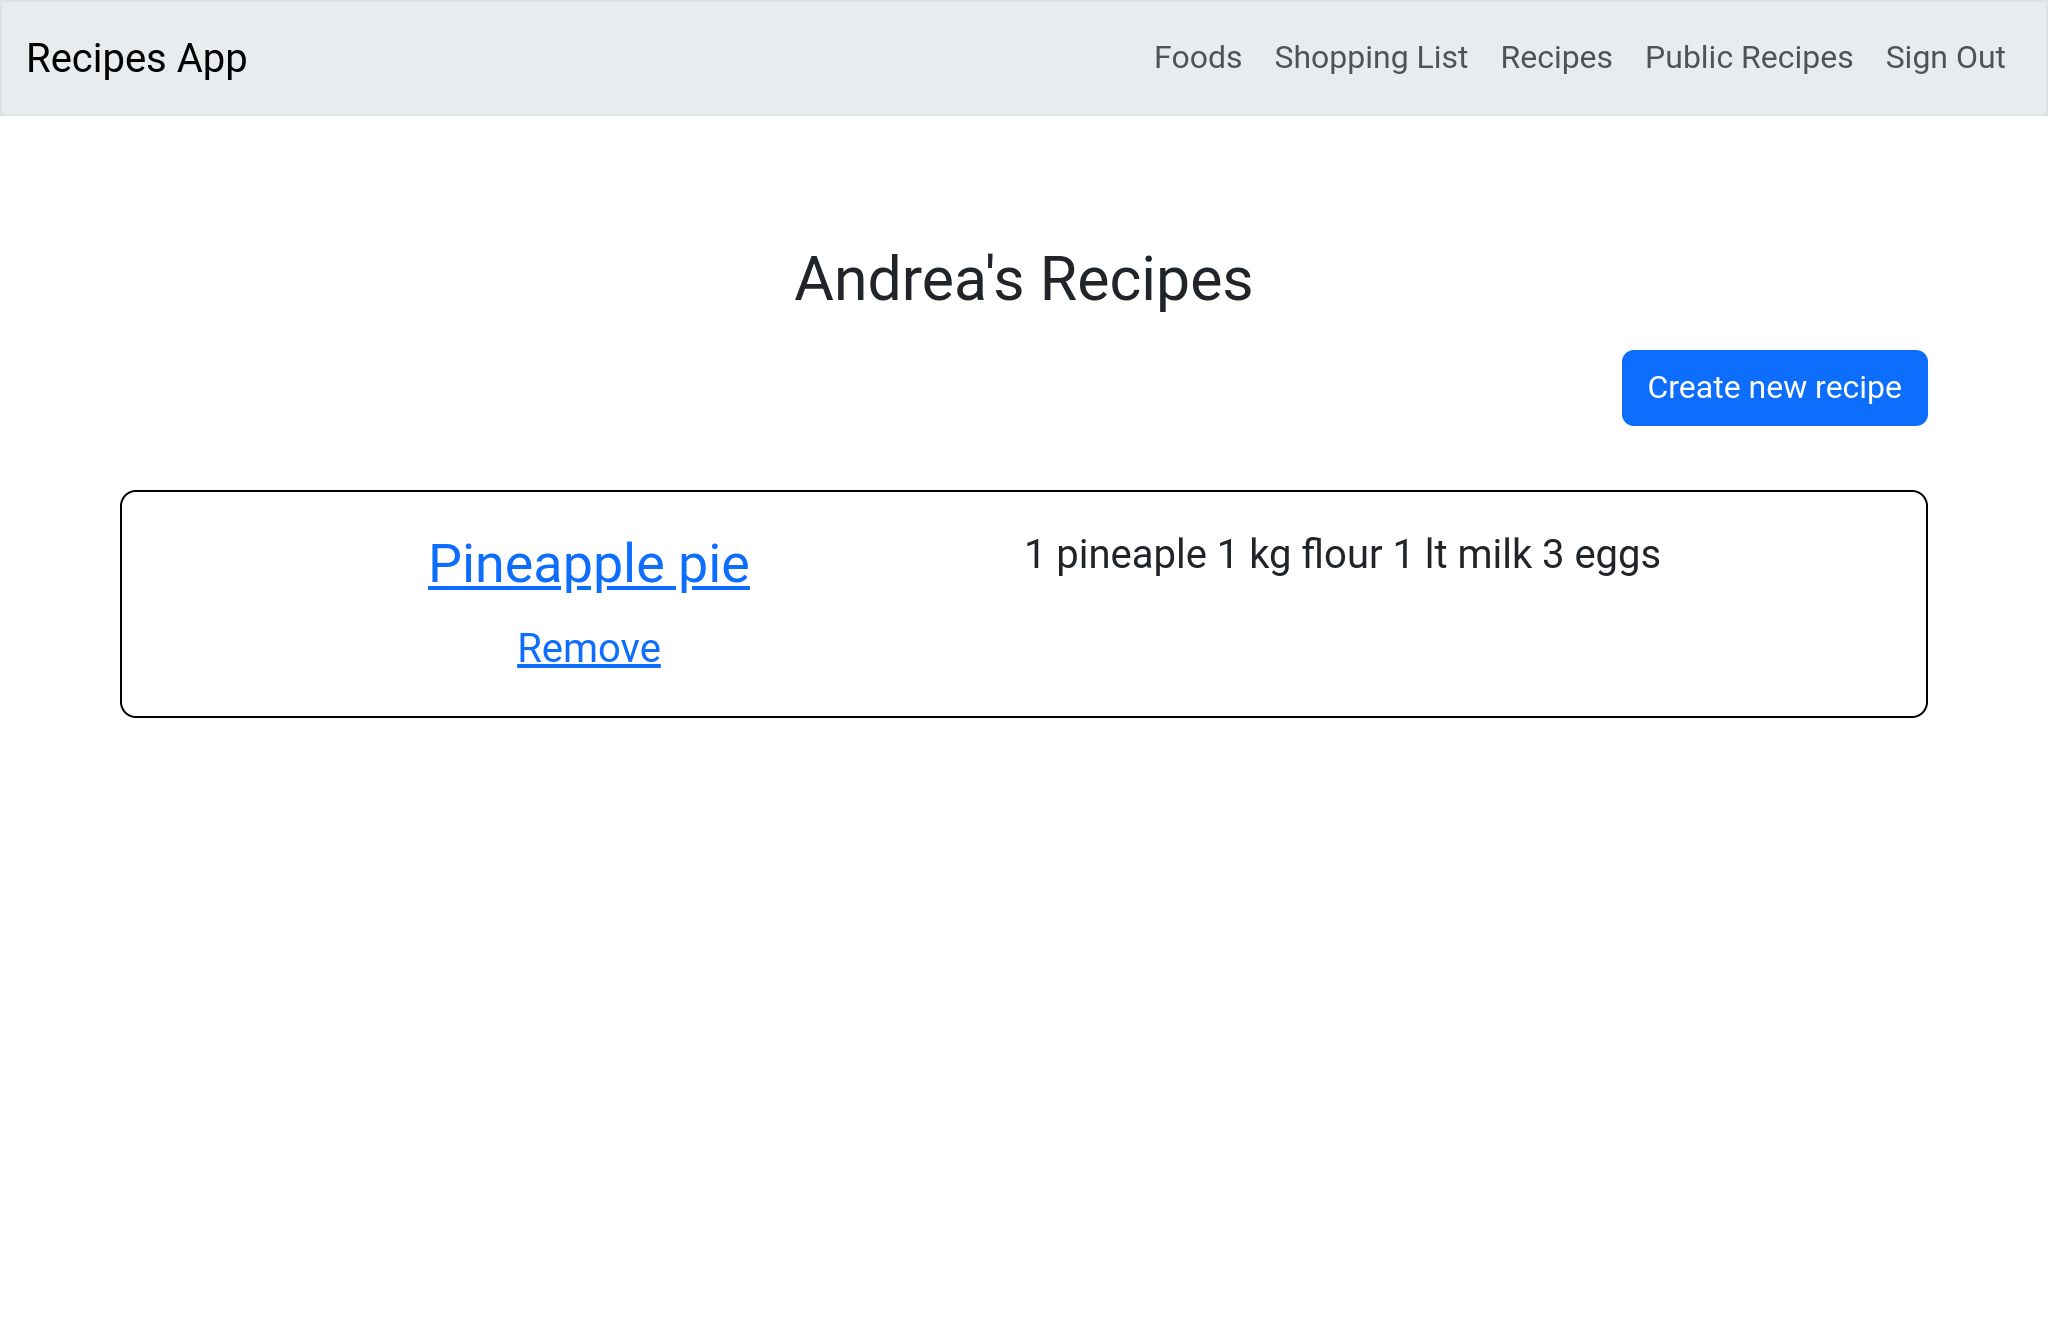 Recipes App
Foods
Shopping List
Recipes
Public Recipes
Sign Out
Andrea's Recipes
Create new recipe
Pineapple pie
1 pineaple 1 kg flour 1 lt milk 3 eggs
Remove